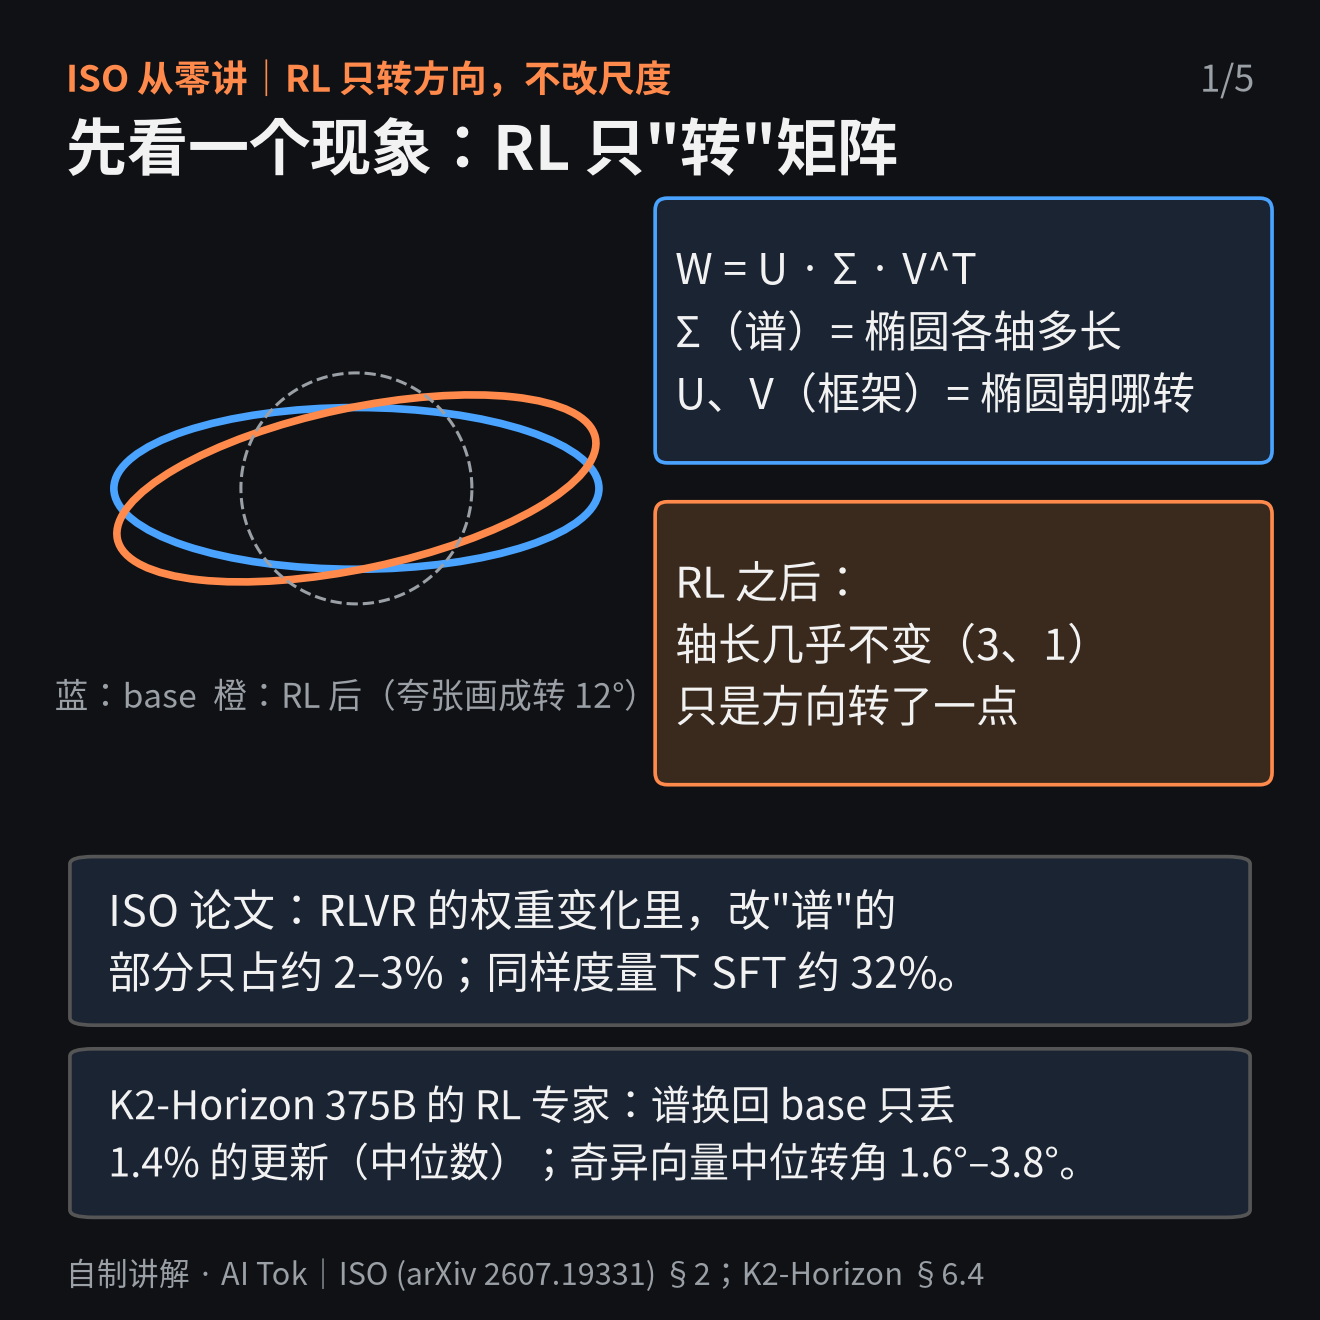 ISO 从零讲｜RL 只转方向，不改尺度
1/5
先看一个现象：RL 只"转"矩阵
W = U · Σ · V^T
Σ（谱）= 椭圆各轴多长
U、V（框架）= 椭圆朝哪转
RL 之后：
轴长几乎不变（3、1）
只是方向转了一点
蓝：base 橙：RL 后（夸张画成转 12°）
ISO 论文：RLVR 的权重变化里，改"谱"的
部分只占约 2–3%；同样度量下 SFT 约 32%。
K2-Horizon 375B 的 RL 专家：谱换回 base 只丢
1.4% 的更新（中位数）；奇异向量中位转角 1.6°–3.8°。
自制讲解 · AI Tok｜ISO (arXiv 2607.19331) §2；K2-Horizon §6.4